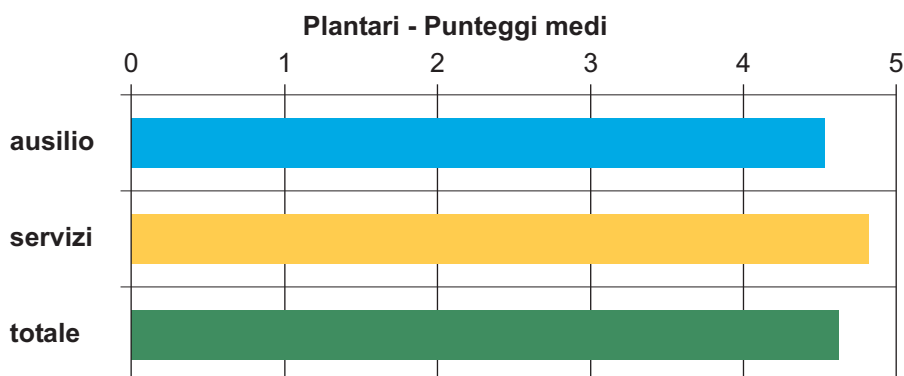 Plantari - Punteggi medi
0 1 2 3 4 5
ausilio
servizi
totale